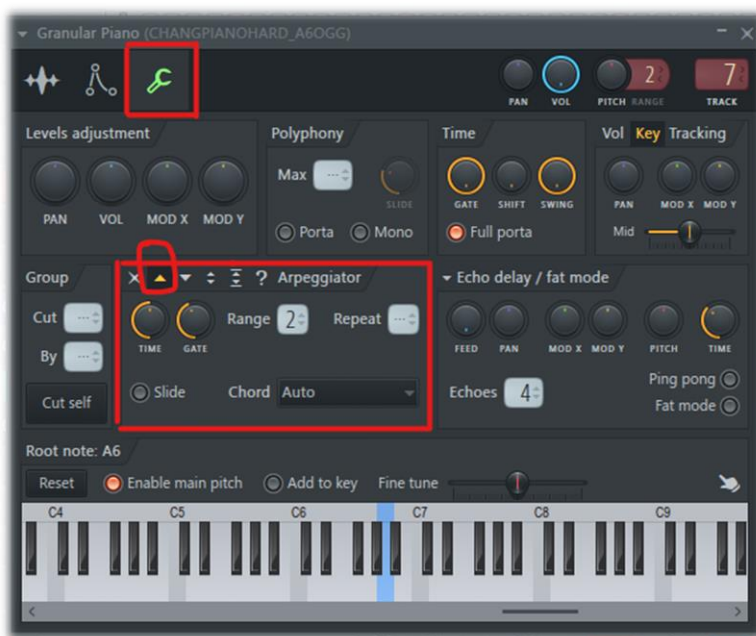 Granular Piano (CHANGPIANOHARD_A6OGG)
PAN VOL PITCH RANGE 2 7 TRACK
Levels adjustment Polyphony Time Vol Key Tracking
Max ---
PAN VOL MOD X MOD Y SLIDE GATE SHIFT SWING PAN MOD X MOD Y
Porta Mono Full porta Mid
Group ? Arpeggiator Echo delay / fat mode
Cut --- Range 2 Repeat ---
TIME GATE FEED PAN MOD X MOD Y PITCH TIME
By ---
Ping pong
Cut self Slide Chord Auto Echoes 4
Fat mode
Root note: A6
Reset Enable main pitch Add to key Fine tune
C4 C5 C6 C7 C8 C9